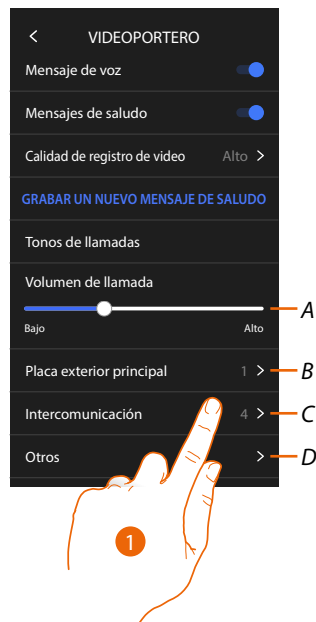 < VIDEOPORTERO
Mensaje de voz
Mensajes de saludo
Calidad de registro de video Alto >
GRABAR UN NUEVO MENSAJE DE SALUDO
Tonos de llamadas
Volumen de llamada
A
Bajo Alto
Placa exterior principal 1 > B
Intercomunicación 4 > C
Otros > D
1